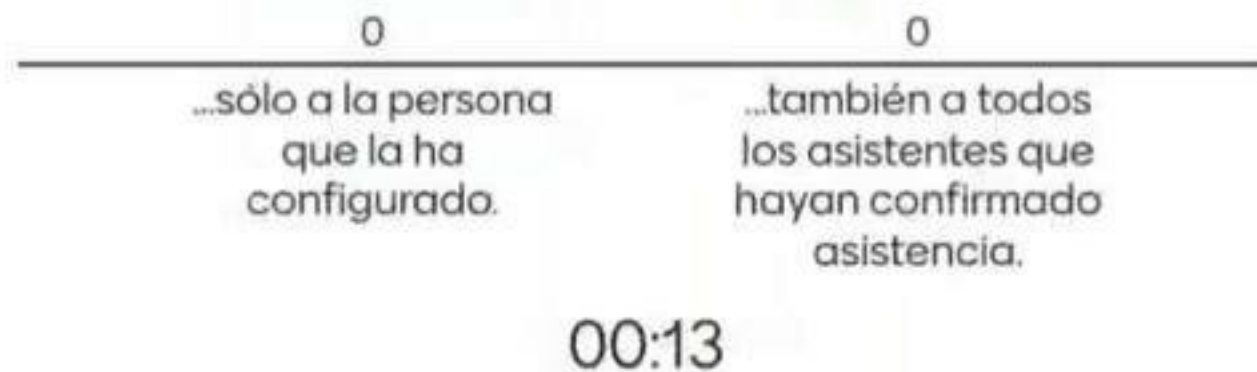 0
0
...sólo a la persona
que la ha
configurado.
...también a todos
los asistentes que
hayan confirmado
asistencia.
00:13